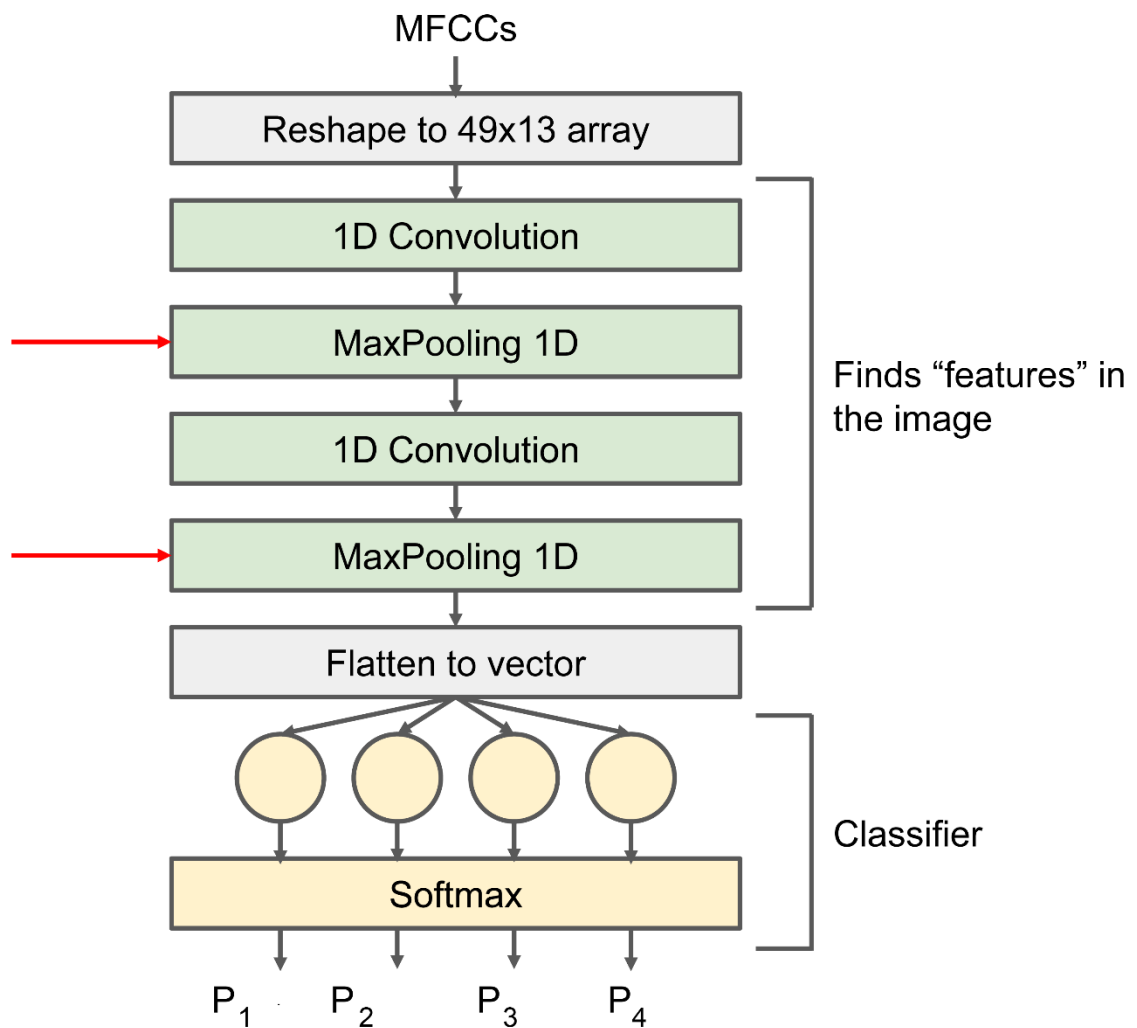 MFCCs
Reshape to 49x13 array
1D Convolution
MaxPooling 1D
1D Convolution
MaxPooling 1D
Finds “features” in
the image
Flatten to vector
Classifier
Softmax
P1 P2 P3 P4